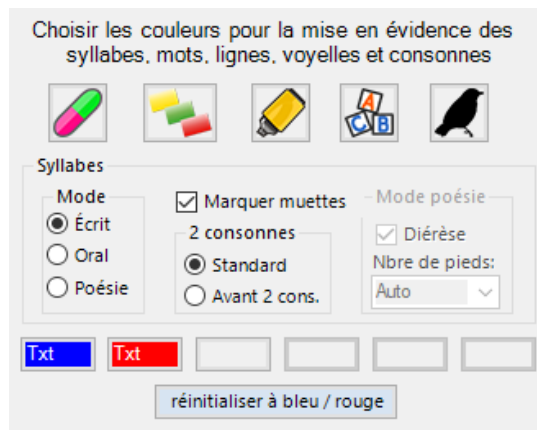 Choisir les couleurs pour la mise en évidence des
syllabes, mots, lignes, voyelles et consonnes
A
C B
Syllabes
Mode
Écrit
Oral
Poésie
Marquer muettes
2 consonnes
Standard
Avant 2 cons.
Mode poésie
Diérèse
Nbre de pieds:
Auto
Txt Txt
réinitialiser à bleu / rouge